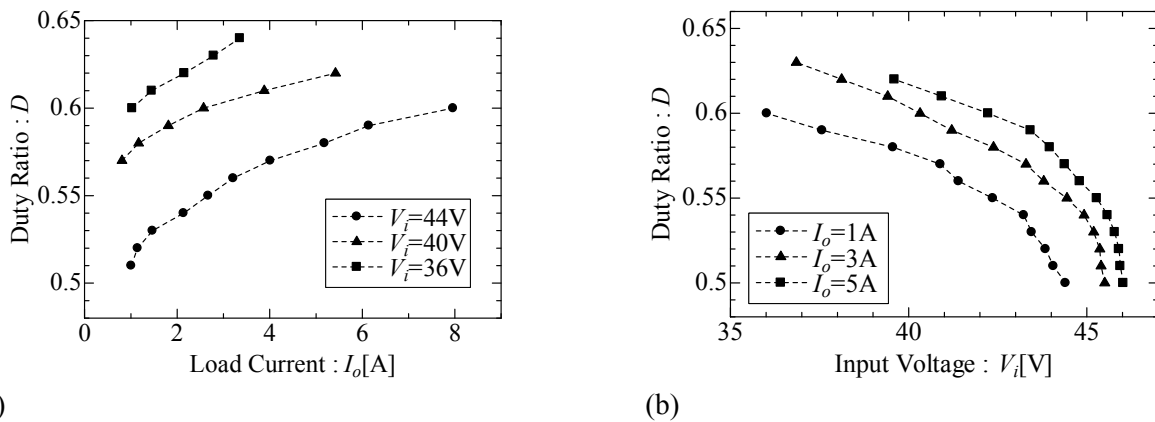 0.65
0.6
0.55
0.5
Duty Ratio : D
0
2
4
6
8
Load Current : Io[A]
Vi=44V
Vi=40V
Vi=36V
)
0.65
0.6
0.55
0.5
Duty Ratio : D
35
40
45
Input Voltage : Vi[V]
Io=1A
Io=3A
Io=5A
(b)